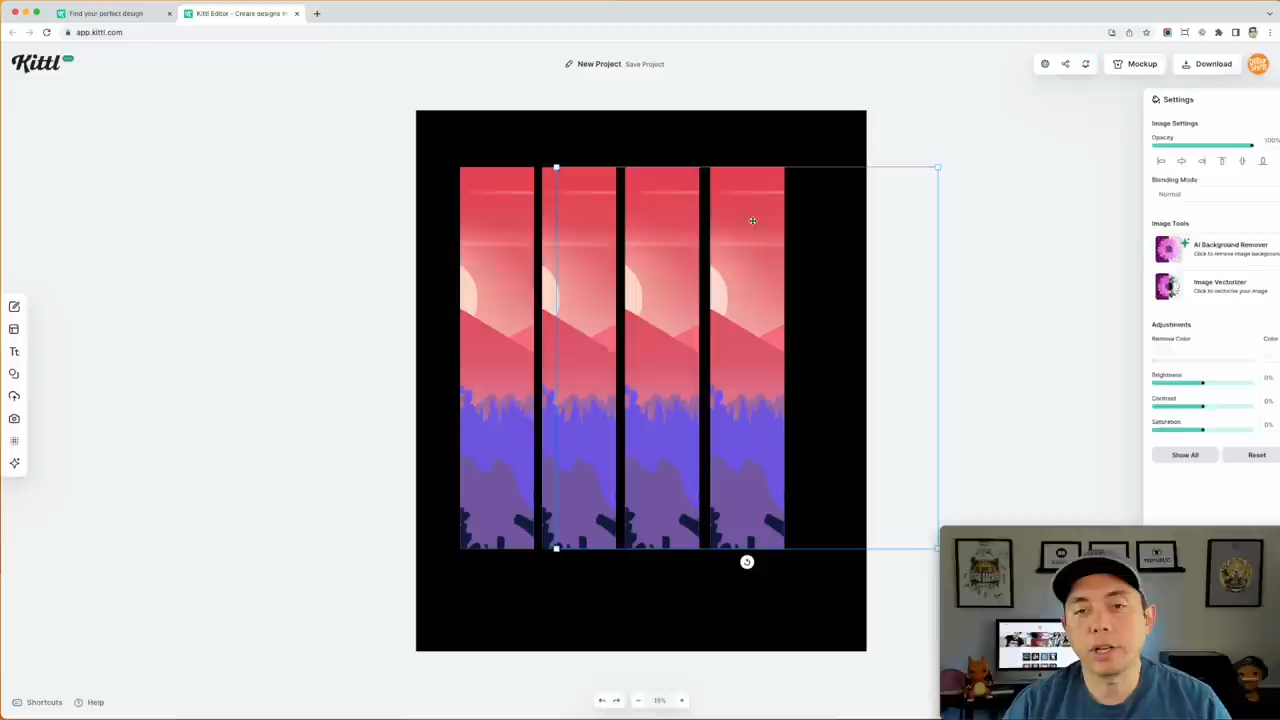 Find your perfect design
Kittl Editor - Create designs th
app.kittl.com
Kittl
New Project
Save Project
Mockup
Download
Settings
Image Settings
Opacity
100%
Blending Mode
Normal
Image Tools
AI Background Remover
Click to remove image background
Image Vectorizer
Click to vectorize your image
Adjustments
Remove Color
Color
Brightness
0%
Contrast
0%
Saturation
0%
Show All
Reset
Tt
Shortcuts
Help
19%